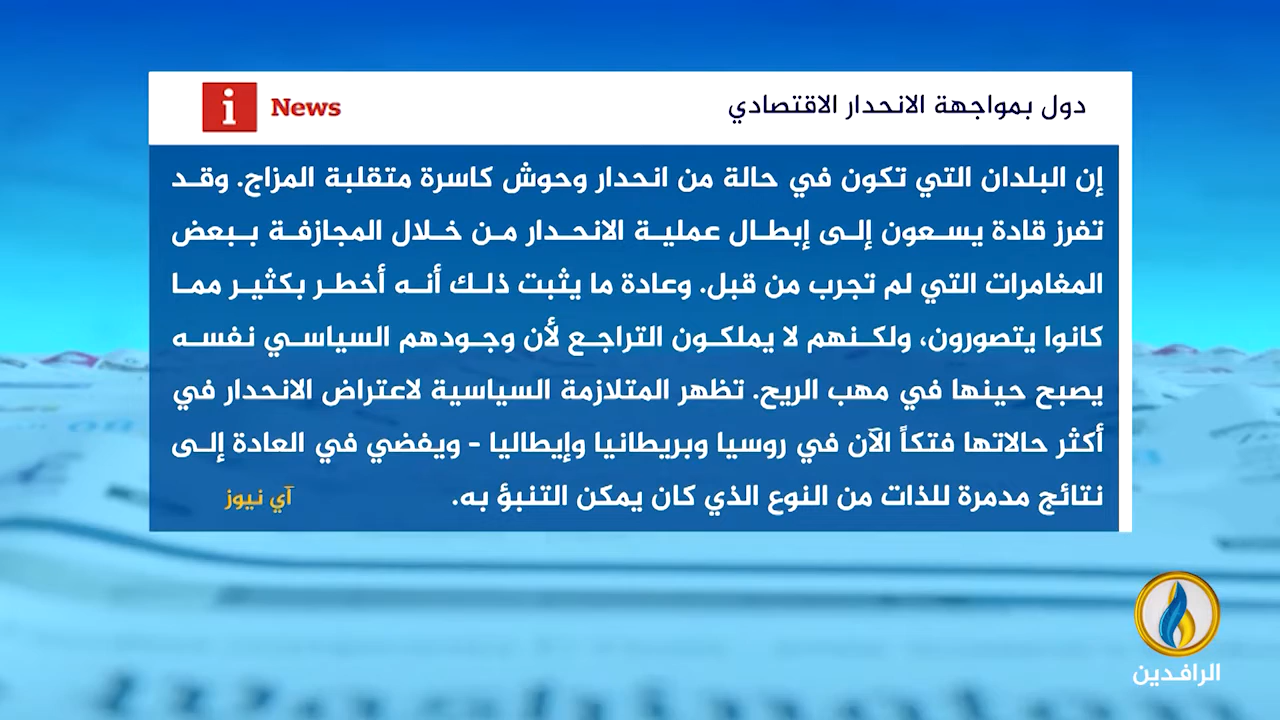 دول بمواجهة الانحدار الاقتصادي
i News
إن البلدان التي تكون في حالة من انحدار وحوش كاسرة متقلبة المزاج. وقد
تفرز قادة يسعون إلى إبطال عملية الانحدار من خلال المجازفة ببعض
المغامرات التي لم تجرب من قبل. وعادة ما يثبت ذلك أنه أخطر بكثير مما
كانوا يتصورون، ولكنهم لا يملكون التراجع لأن وجودهم السياسي نفسه
يصبح حينها في مهب الريح. تظهر المتلازمة السياسية لاعتراض الانحدار في
أكثر حالاتها فتكاً الآن في روسيا وبريطانيا وإيطاليا - ويفضي في العادة إلى
نتائج مدمرة للذات من النوع الذي كان يمكن التنبؤ به.
آي نيوز
الرافدين